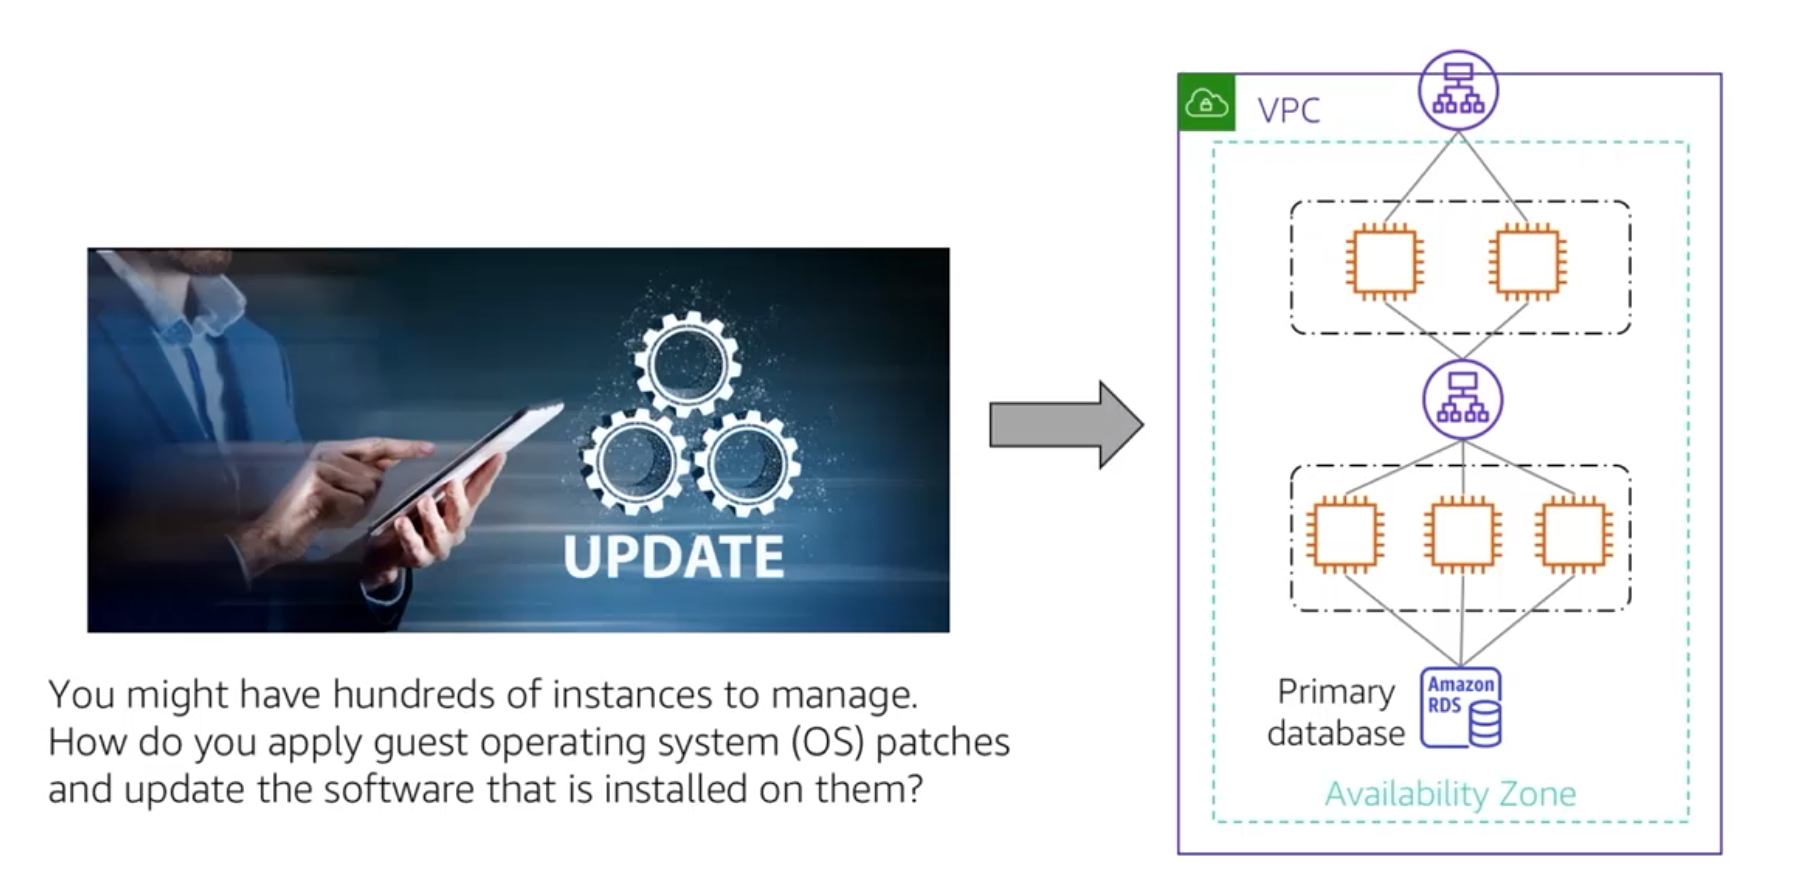 UPDATE
You might have hundreds of instances to manage.
How do you apply guest operating system (OS) patches
and update the software that is installed on them?
VPC
Primary
database
Amazon
RDS
Availability Zone